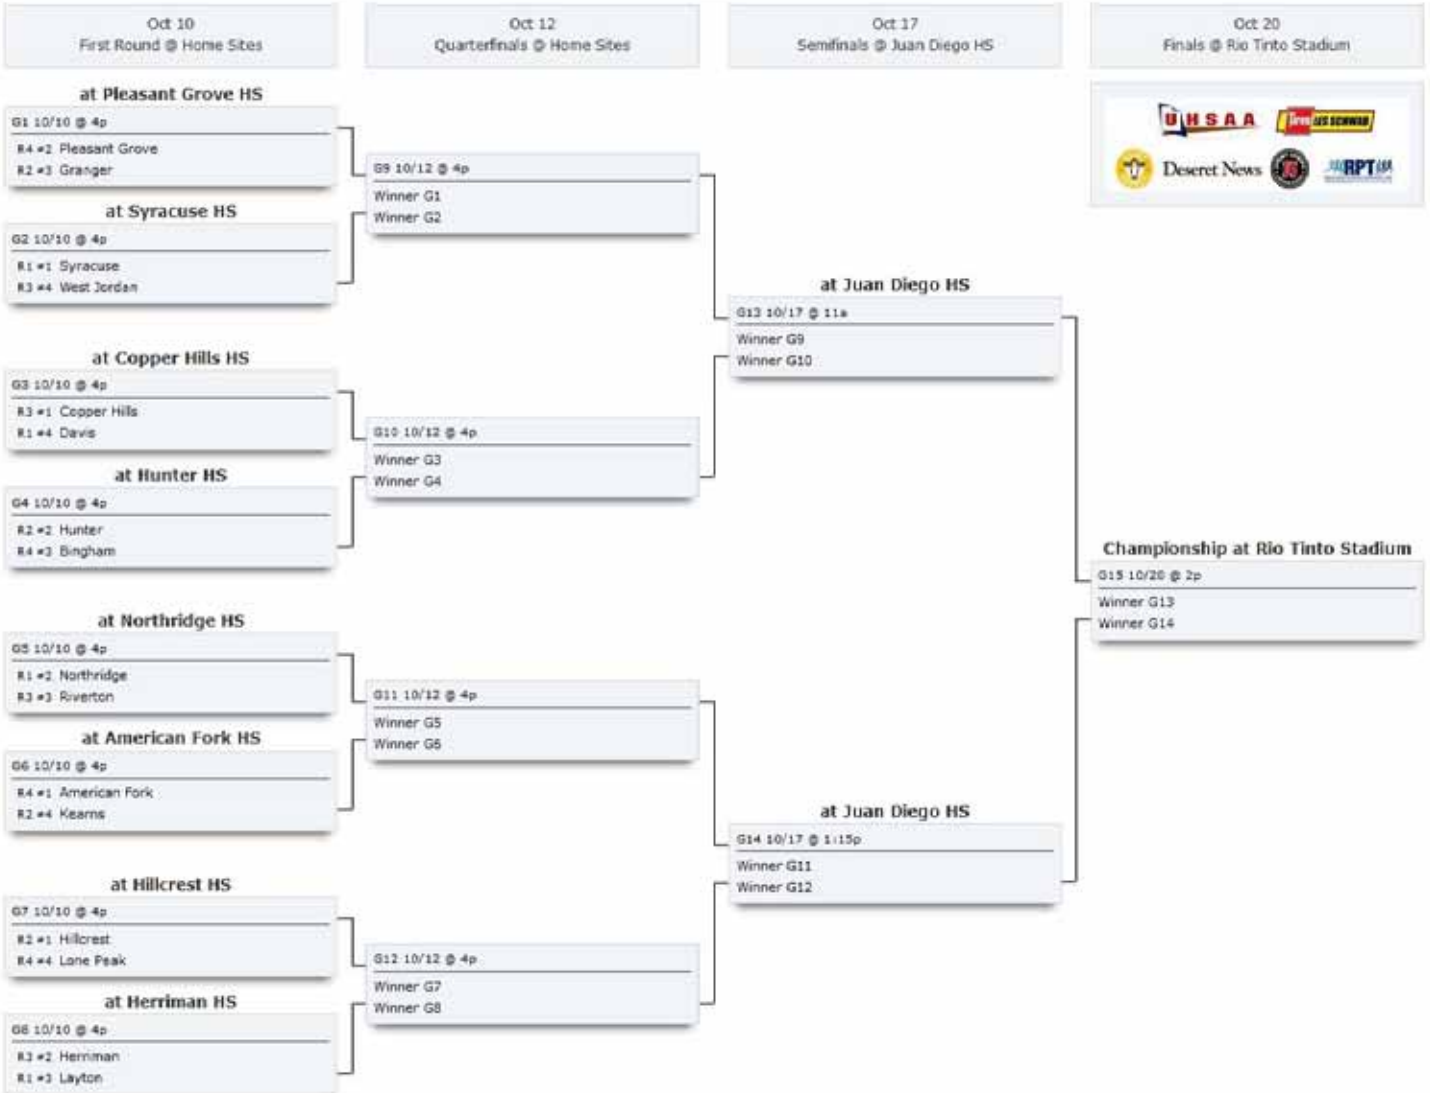 Oct 10
First Round @ Home Sites
Oct 12
Quarterfinals @ Home Sites
Oct 17
Semifinals @ Juan Diego HS
Oct 20
Finals @ Rio Tinto Stadium
UHSAA
LES SCHWAB
Deseret News
RPT
at Pleasant Grove HS
G1 10/10 @ 4p
R4 #2 Pleasant Grove
R2 #3 Granger
at Syracuse HS
G2 10/10 @ 4p
R1 #1 Syracuse
R3 #4 West Jordan
at Copper Hills HS
G3 10/10 @ 4p
R3 #1 Copper Hills
R1 #4 Davis
at Hunter HS
G4 10/10 @ 4p
R2 #2 Hunter
R4 #3 Bingham
at Northridge HS
G5 10/10 @ 4p
R1 #2 Northridge
R3 #3 Riverton
at American Fork HS
G6 10/10 @ 4p
R4 #1 American Fork
R2 #4 Kearns
at Hillcrest HS
G7 10/10 @ 4p
R2 #1 Hillcrest
R4 #4 Lone Peak
at Herriman HS
G8 10/10 @ 4p
R3 #2 Herriman
R1 #3 Layton
G9 10/12 @ 4p
Winner G1
Winner G2
G10 10/12 @ 4p
Winner G3
Winner G4
G11 10/12 @ 4p
Winner G5
Winner G6
G12 10/12 @ 4p
Winner G7
Winner G8
at Juan Diego HS
G13 10/17 @ 11a
Winner G9
Winner G10
at Juan Diego HS
G14 10/17 @ 1:15p
Winner G11
Winner G12
Championship at Rio Tinto Stadium
G15 10/20 @ 2p
Winner G13
Winner G14